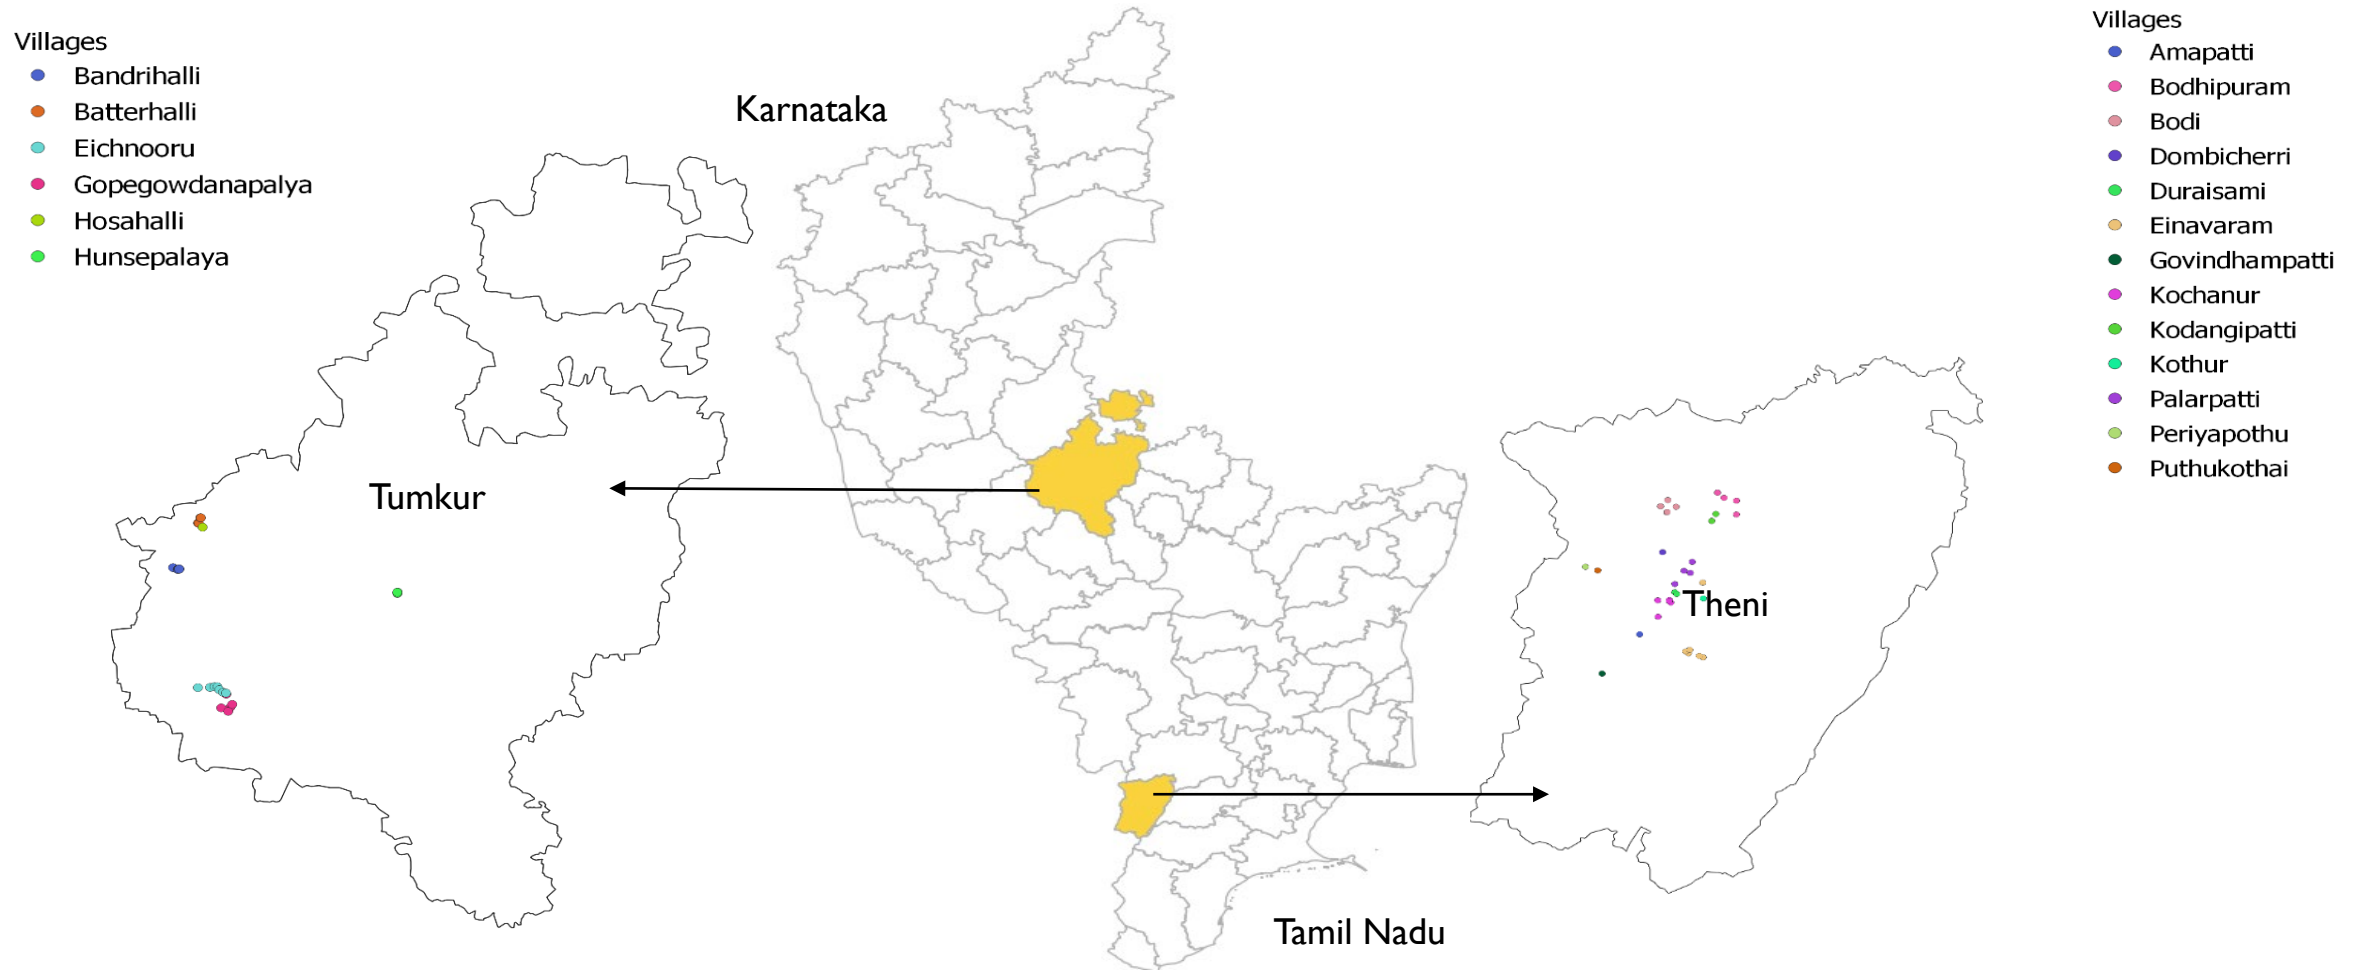 Villages
Bandrihalli
Batterhalli
Eichnooru
Gopegowdanapalya
Hosahalli
Hunsepalaya
Karnataka
Tumkur
Tamil Nadu
Theni
Villages
Amapatti
Bodhipuram
Bodi
Dombicherri
Duraisami
Einavaram
Govindhampatti
Kochanur
Kodangipatti
Kothur
Palarpatti
Periyapothu
Puthukothai